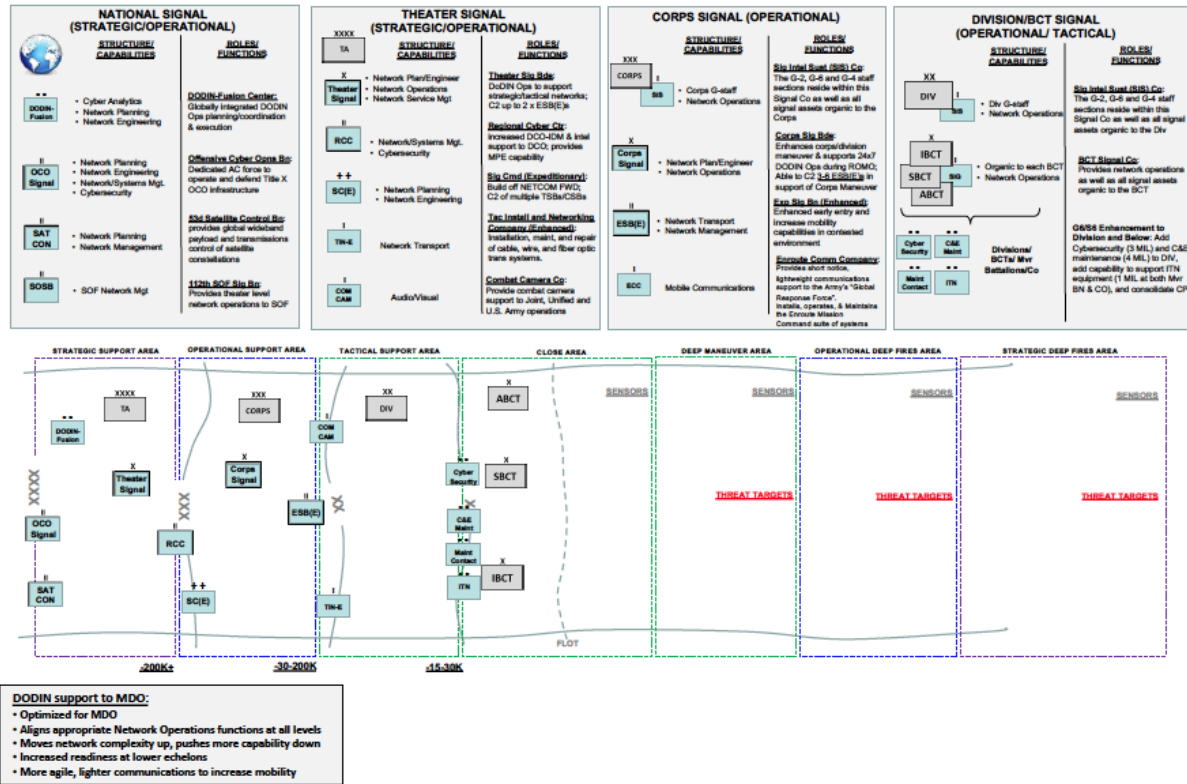 NATIONAL SIGNAL
(STRATEGIC/OPERATIONAL)
STRUCTURE/
CAPABILITIES
ROLES/
FUNCTIONS
DODIN-
Fusion
• Cyber Analytics
• Network Planning
• Network Engineering
DODIN-Fusion Center:
Globally integrated DODIN
Ops planning/coordination
& execution
II
OCO
Signal
• Network Planning
• Network Engineering
• Network/Systems Mgt.
• Cybersecurity
Offensive Cyber Opns Bn:
Dedicated AC force to
operate and defend Title X
OCO infrastructure
II
SAT
CON
• Network Planning
• Network Management
53d Satellite Control Bn:
provides global wideband
payload and transmissions
control of satellite
constellations
II
SOSB
• SOF Network Mgt
112th SOF Sig Bn:
Provides theater level
network operations to SOF
THEATER SIGNAL
(STRATEGIC/OPERATIONAL)
XXXX
TA
STRUCTURE/
CAPABILITIES
ROLES/
FUNCTIONS
X
Theater
Signal
• Network Plan/Engineer
• Network Operations
• Network Service Mgt
Theater Sig Bde:
DoDIN Ops to support
strategic/tactical networks;
C2 up to 2 x ESB(E)s
II
RCC
• Network/Systems Mgt.
• Cybersecurity
Regional Cyber Ctr:
Increased DCO-IDM & Intel
support to DCO; provides
MPE capability
++
SC(E)
• Network Planning
• Network Engineering
Sig Cmd (Expeditionary):
Build off NETCOM FWD;
C2 of multiple TSBs/CSBs
I
TIN-E
Network Transport
Tac Install and Networking
Company (Enhanced):
Installation, maint, and repair
of cable, wire, and fiber optic
trans systems.
I
COM
CAM
Audio/Visual
Combat Camera Co:
Provide combat camera
support to Joint, Unified and
U.S. Army operations
CORPS SIGNAL (OPERATIONAL)
STRUCTURE/
CAPABILITIES
ROLES/
FUNCTIONS
XXX
CORPS
I
SIS
• Corps G-staff
• Network Operations
Sig Intel Sust (SIS) Co:
The G-2, G-6 and G-4 staff
sections reside within this
Signal Co as well as all
signal assets organic to the
Corps
X
Corps
Signal
• Network Plan/Engineer
• Network Operations
Corps Sig Bde:
Enhances corps/division
maneuver & supports 24x7
DODIN Ops during ROMO;
Able to C2 3-6 ESB(E)s in
support of Corps Maneuver
II
ESB(E)
• Network Transport
• Network Management
Exp Sig Bn (Enhanced):
Enhanced early entry and
increase mobility
capabilities in contested
environment
I
ECC
Mobile Communications
Enroute Comm Company:
Provides short notice,
lightweight communications
support to the Army's "Global
Response Force".
Installs, operates, & Maintains
the Enroute Mission
Command suite of systems
DIVISION/BCT SIGNAL
(OPERATIONAL/ TACTICAL)
STRUCTURE/
CAPABILITIES
ROLES/
FUNCTIONS
XX
DIV
I
SIS
• Div G-staff
• Network Operations
Sig Intel Sust (SIS) Co:
The G-2, G-6 and G-4 staff
sections reside within this
Signal Co as well as all signal
assets organic to the Div
X
IBCT
SBCT
ABCT
I
SIG
• Organic to each BCT
• Network Operations
BCT Signal Co:
Provides network operations
as well as all signal assets
organic to the BCT
Cyber
Security
C&E
Maint
Maint
Contact
ITN
Divisions/
BCTs/ Mvr
Battalions/Co
G6/S6 Enhancement to
Division and Below: Add
Cybersecurity (3 MIL) and C&E
maintenance (4 MIL) to DIV,
add capability to support ITN
equipment (1 MIL at both Mvr
BN & CO), and consolidate CP
STRATEGIC SUPPORT AREA
OPERATIONAL SUPPORT AREA
TACTICAL SUPPORT AREA
CLOSE AREA
DEEP MANEUVER AREA
OPERATIONAL DEEP FIRES AREA
STRATEGIC DEEP FIRES AREA
XXXX
TA
XXX
CORPS
XX
DIV
X
ABCT
SENSORS
SENSORS
SENSORS
SENSORS
DODIN-
Fusion
I
COM
CAM
X
Theater
Signal
X
Corps
Signal
Cyber
Security
X
SBCT
XXXX
XXX
XX
X
THREAT TARGETS
THREAT TARGETS
THREAT TARGETS
II
OCO
Signal
II
RCC
II
ESB(E)
C&E
Maint
Maint
Contact
II
SAT
CON
++
SC(E)
I
TIN-E
ITN
X
IBCT
FLOT
-200K+
-30-200K
-15-30K
DODIN support to MDO:
• Optimized for MDO
• Aligns appropriate Network Operations functions at all levels
• Moves network complexity up, pushes more capability down
• Increased readiness at lower echelons
• More agile, lighter communications to increase mobility